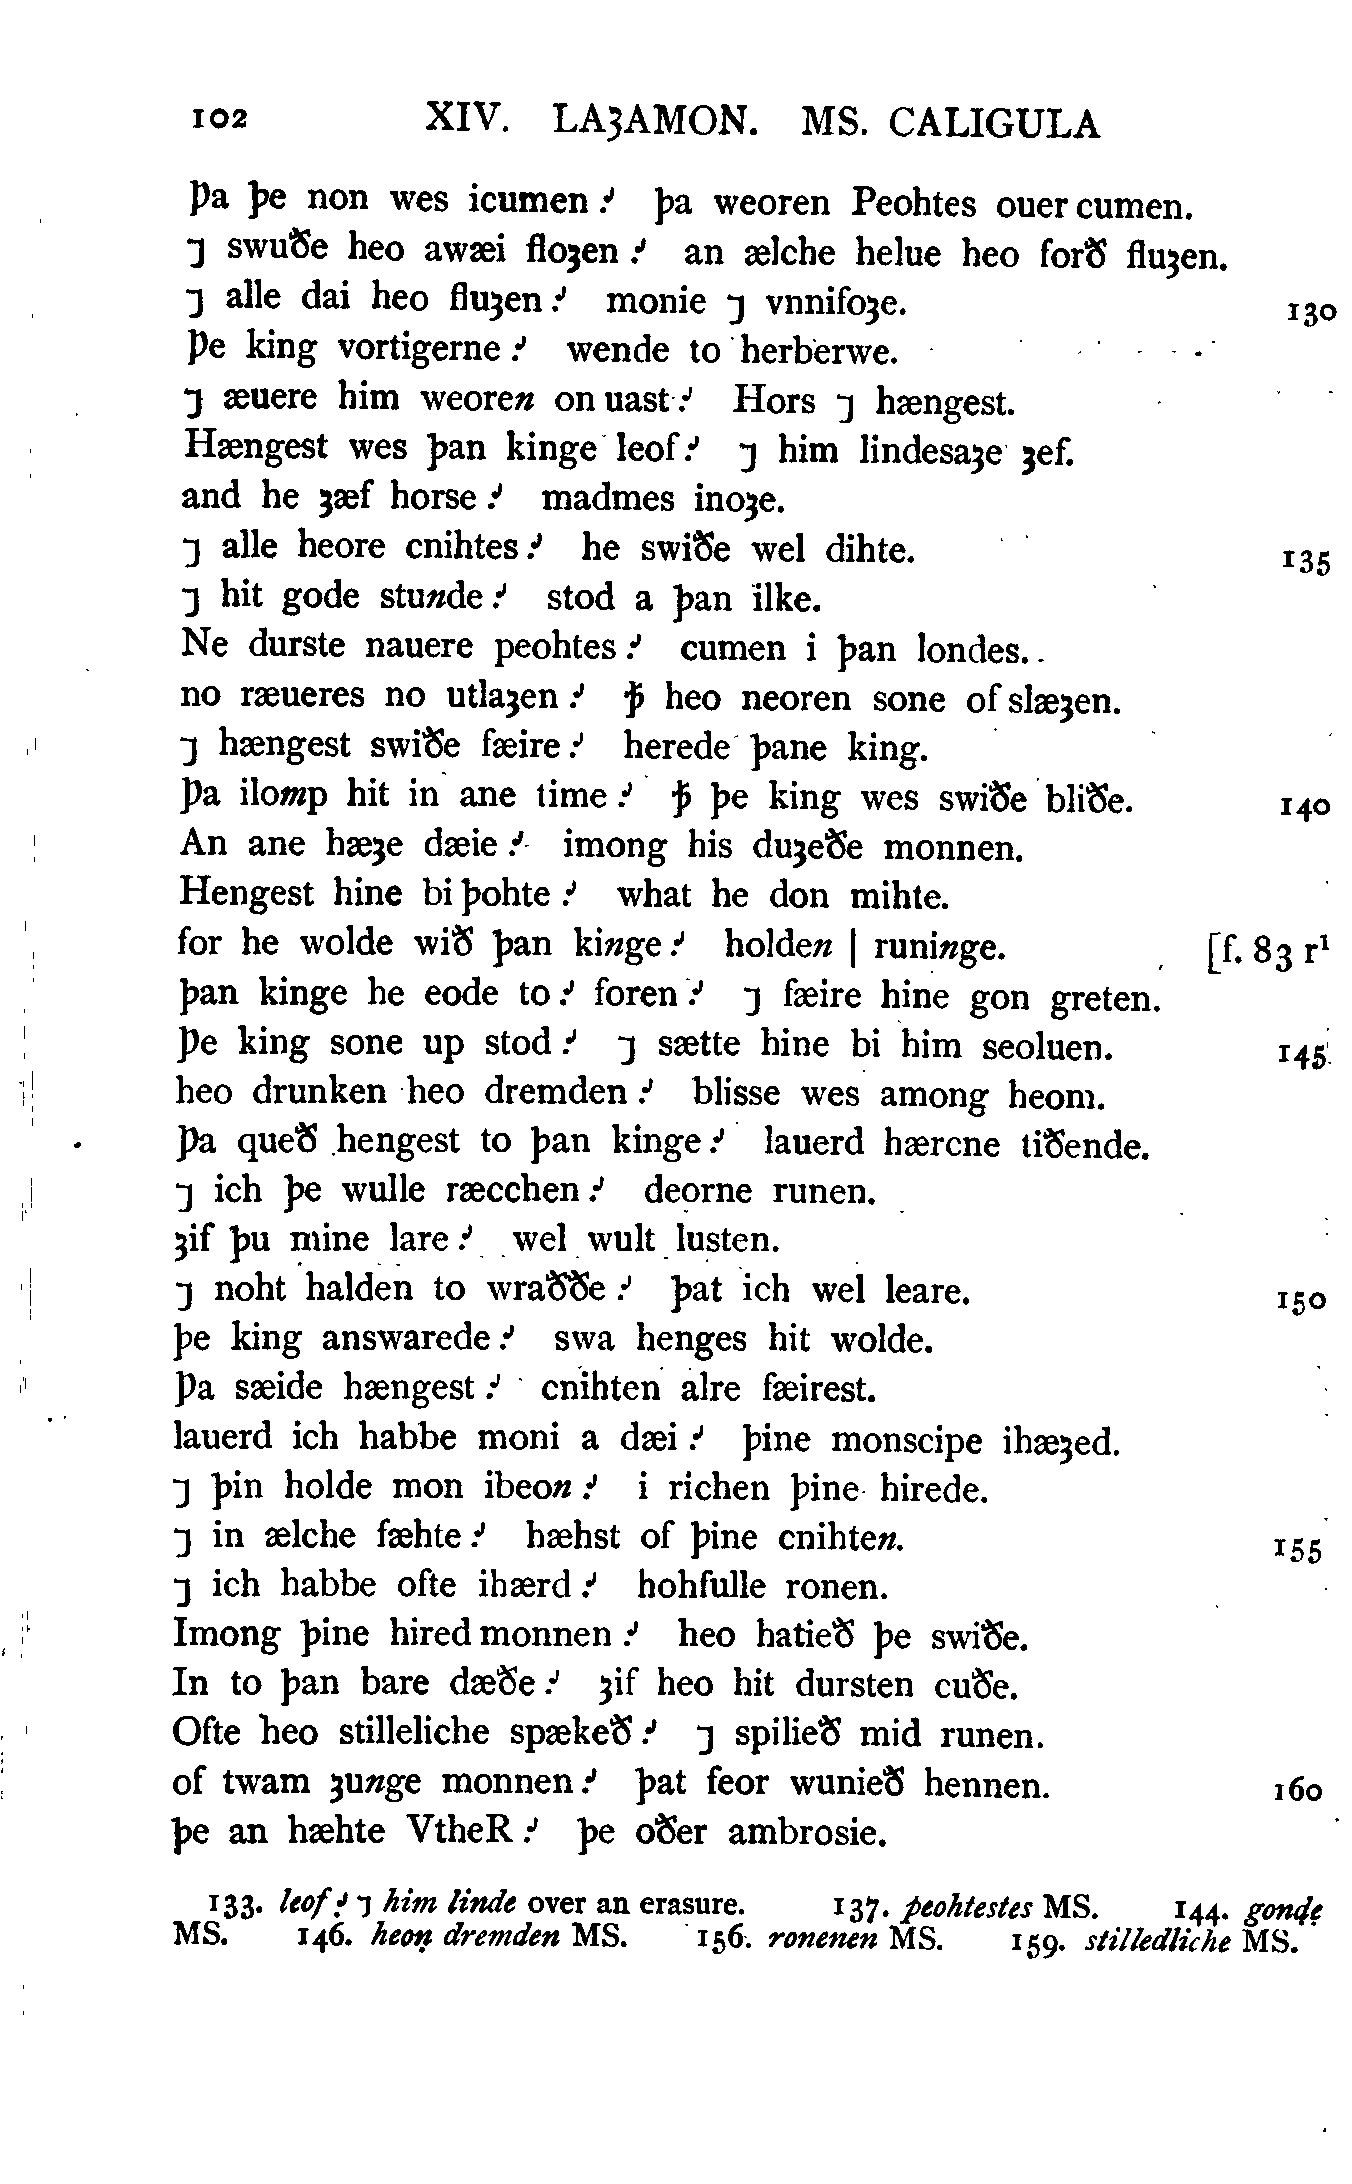 102 XIV. LAȜAMON. MS. CALIGULA
Þa þe non wes icumen ⁏ þa weoren Peohtes ouer cumen.
⁊ swuðe heo awæi floȝen ⁏ an ælche helue heo forð fluȝen.
⁊ alle dai heo fluȝen ⁏ monie ⁊ vnnifoȝe. 130
Þe king vortigerne ⁏ wende to herberwe.
⁊ æuere him weoren on uast ⁏ Hors ⁊ hængest.
Hængest wes þan kinge leof ⁏ ⁊ him lindesaȝe ȝef.
and he ȝæf horse ⁏ madmes inoȝe.
⁊ alle heore cnihtes ⁏ he swiðe wel dihte. 135
⁊ hit gode stunde ⁏ stod a þan ilke.
Ne durste nauere peohtes ⁏ cumen i þan londes.
no ræueres no utlaȝen ⁏ ꝥ heo neoren sone of slæȝen.
⁊ hængest swiðe fæire ⁏ herede þane king.
Þa ilomp hit in ane time ⁏ ꝥ þe king wes swiðe bliðe. 140
An ane hæȝe dæie ⁏ imong his duȝeðe monnen.
Hengest hine bi þohte ⁏ what he don mihte.
for he wolde wið þan kinge ⁏ holden | runinge. [f. 83 r¹
þan kinge he eode to ⁏ foren ⁏ ⁊ fæire hine gon greten.
Þe king sone up stod ⁏ ⁊ sætte hine bi him seoluen. 145
heo drunken heo dremden ⁏ blisse wes among heom.
Þa queð hengest to þan kinge ⁏ lauerd hærcne tiðende.
⁊ ich þe wulle ræcchen ⁏ deorne runen.
ȝif þu mine lare ⁏ wel wult lusten.
⁊ noht halden to wraððe ⁏ þat ich wel leare. 150
þe king answarede ⁏ swa henges hit wolde.
Þa sæide hængest ⁏ cnihten alre fæirest.
lauerd ich habbe moni a dæi ⁏ þine monscipe ihæȝed.
⁊ þin holde mon ibeon ⁏ i richen þine hirede.
⁊ in ælche fæhte ⁏ hæhst of þine cnihten. 155
⁊ ich habbe ofte ihærd ⁏ hohfulle ronen.
Imong þine hired monnen ⁏ heo hatieð þe swiðe.
In to þan bare dæðe ⁏ ȝif heo hit dursten cuðe.
Ofte heo stilleliche spækeð ⁏ ⁊ spilieð mid runen.
of twam ȝunge monnen ⁏ þat feor wunieð hennen. 160
þe an hæhte VtheR ⁏ þe oðer ambrosie.
133. leof ⁏ ⁊ him linde over an erasure. 137. peohtestes MS. 144. gonḍẹ
MS. 146. heoṇ dremden MS. 156. ronenen MS. 159. stilledliche MS.